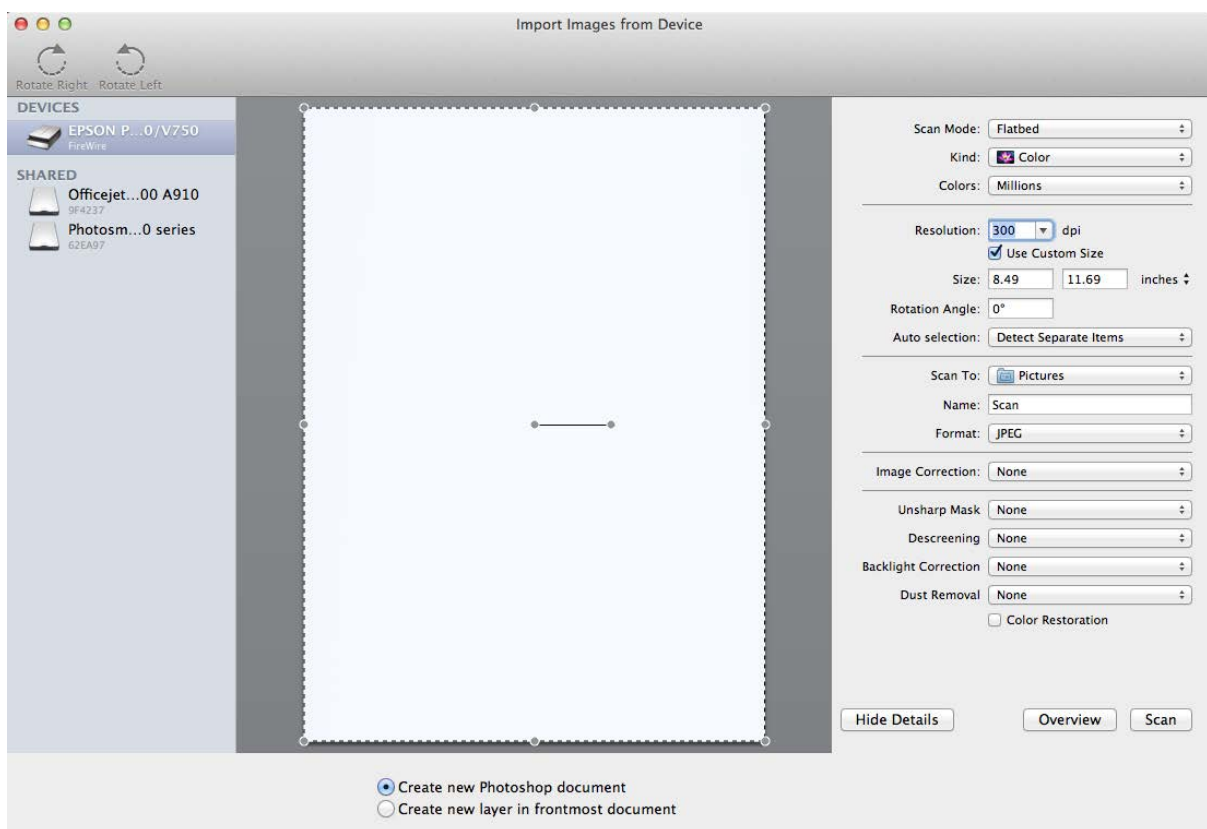 Import Images from Device
Rotate Right Rotate Left
DEVICES
EPSON P...0/V750
FireWire
SHARED
Officejet...00 A910
9F4237
Photosm...0 series
62EA97
Scan Mode: Flatbed
Kind: Color
Colors: Millions
Resolution: 300 dpi
Use Custom Size
Size: 8.49 11.69 inches
Rotation Angle: 0°
Auto selection: Detect Separate Items
Scan To: Pictures
Name: Scan
Format: JPEG
Image Correction: None
Unsharp Mask None
Descreening None
Backlight Correction None
Dust Removal None
Color Restoration
Hide Details Overview Scan
Create new Photoshop document
Create new layer in frontmost document